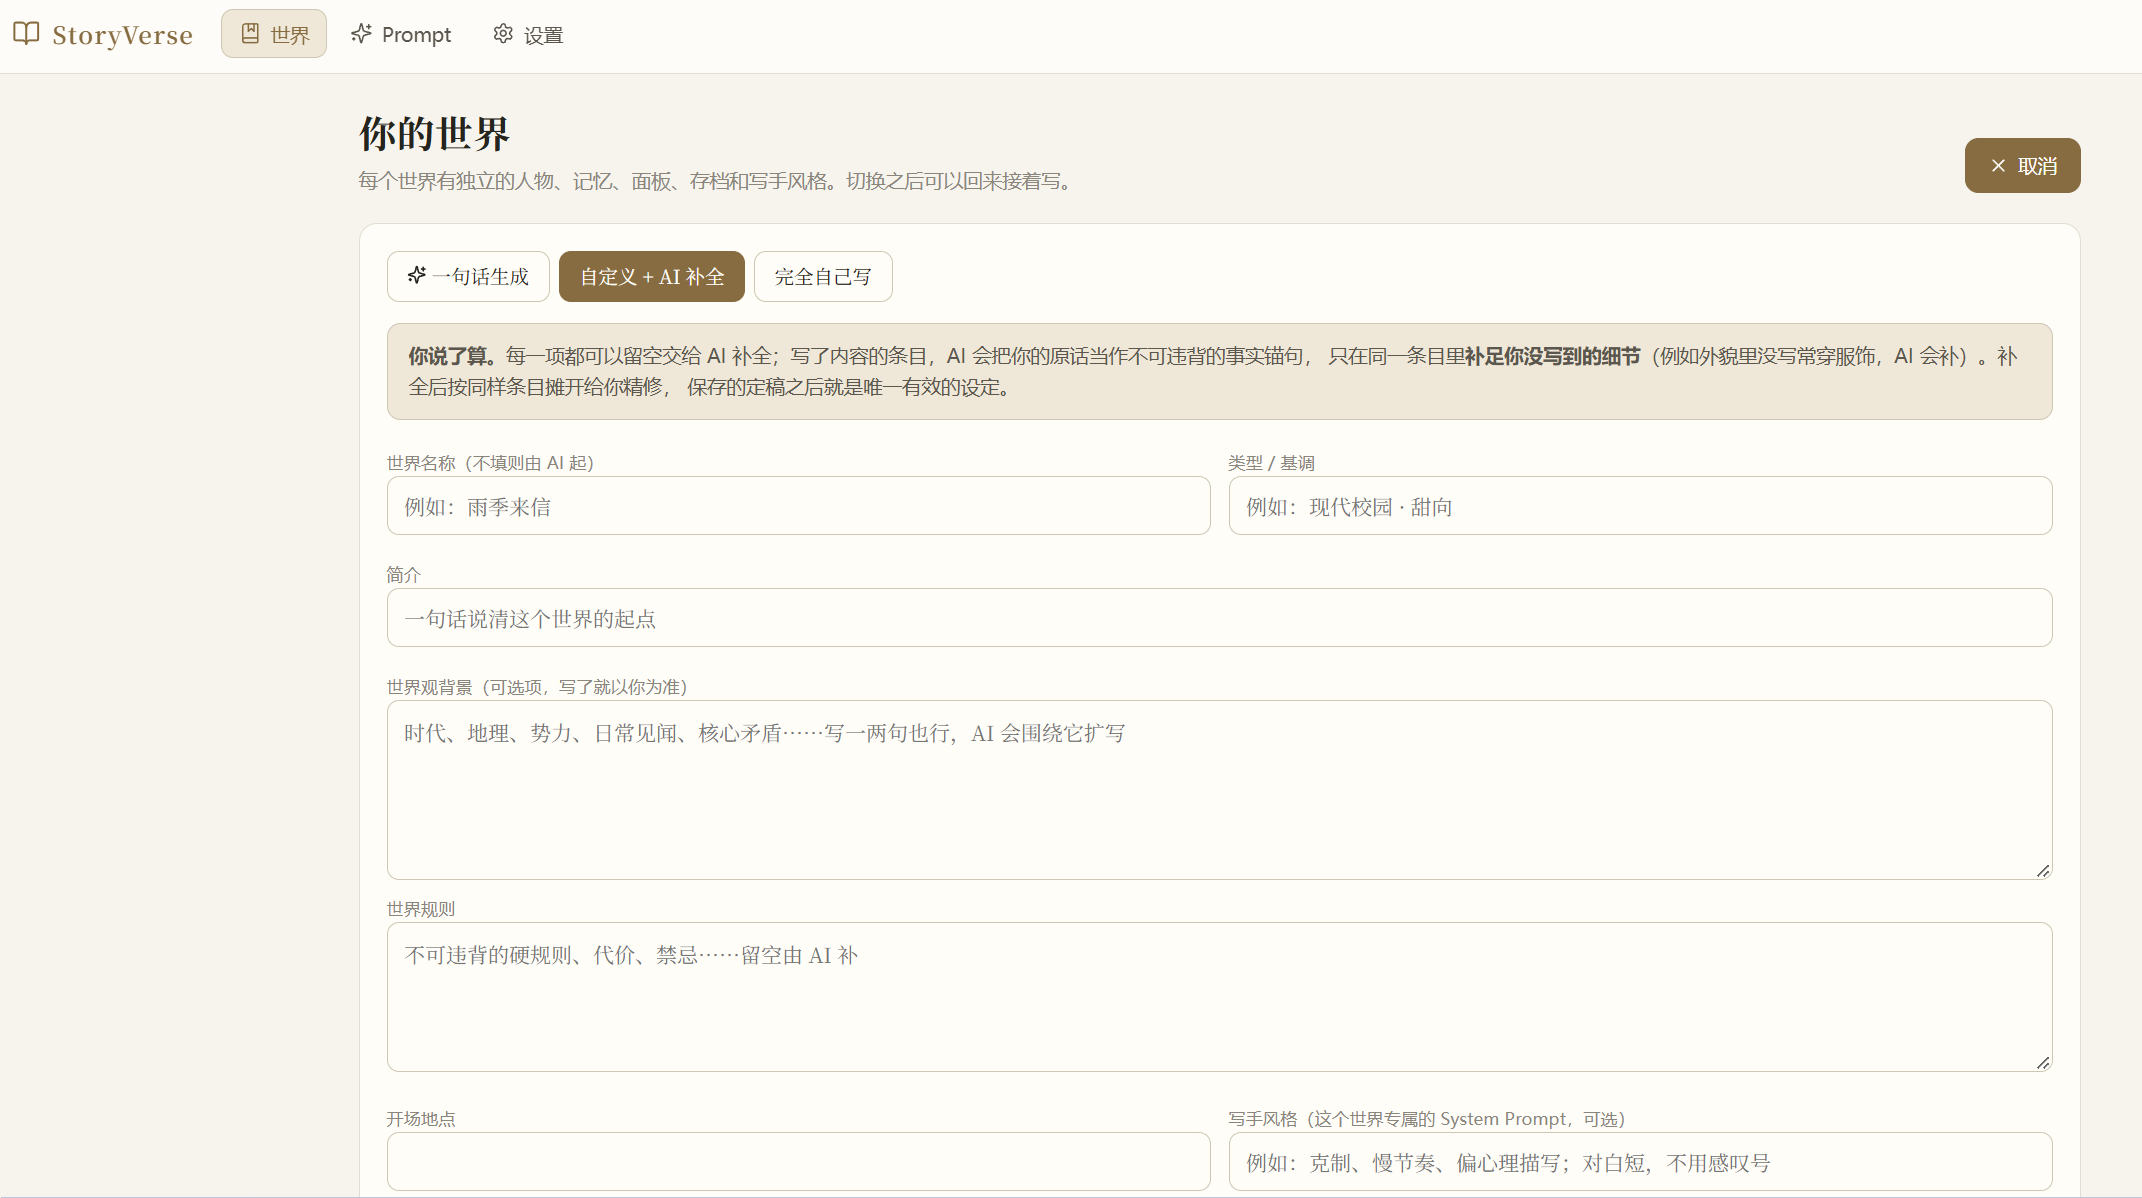 StoryVerse 世界 Prompt 设置
你的世界
每个世界有独立的人物、记忆、面板、存档和写手风格。切换之后可以回来接着写。
取消
一句话生成 自定义 + AI 补全 完全自己写
你说了算。每一项都可以留空交给 AI 补全；写了内容的条目，AI 会把你的原话当作不可违背的事实锚句， 只在同一条目里补足你没写到的细节（例如外貌里没写常穿服饰，AI 会补）。补
全后按同样条目摊开给你精修， 保存的定稿之后就是唯一有效的设定。
世界名称（不填则由 AI 起） 类型 / 基调
例如：雨季来信 例如：现代校园 · 甜向
简介
一句话说清这个世界的起点
世界观背景（可选项，写了就以你为准）
时代、地理、势力、日常见闻、核心矛盾……写一两句也行，AI 会围绕它扩写
世界规则
不可违背的硬规则、代价、禁忌……留空由 AI 补
开场地点 写手风格（这个世界专属的 System Prompt，可选）
例如：克制、慢节奏、偏心理描写；对白短，不用感叹号